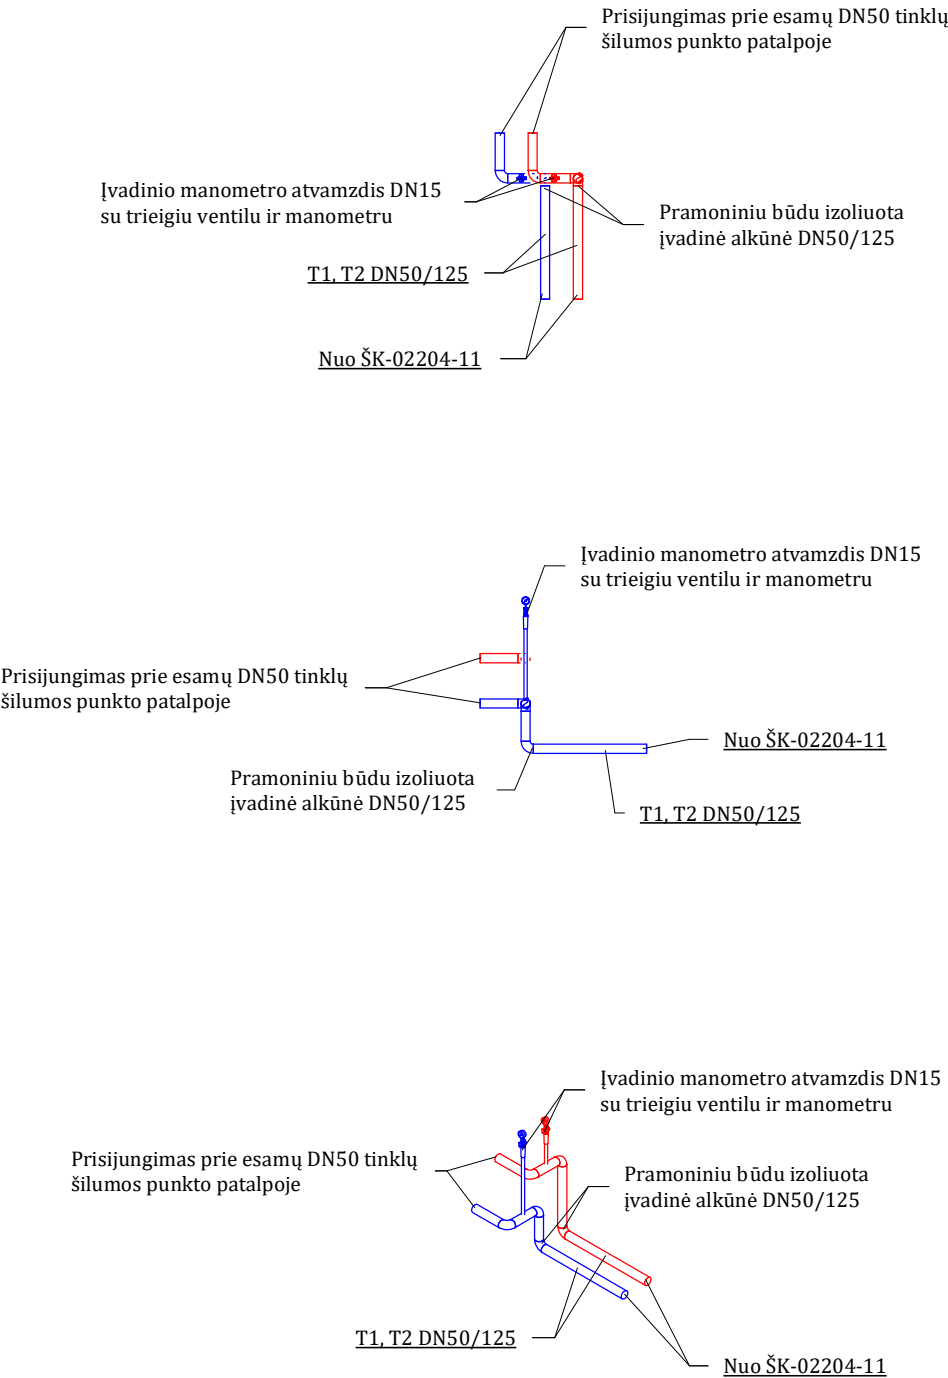 Prisijungimas prie esamų DN50 tinklų
šilumos punkto patalpoje
Įvadinio manometro atvamzdis DN15
su trieigiu ventilu ir manometru
Pramoniniu būdu izoliuota
įvadinė alkūnė DN50/125
T1, T2 DN50/125
Nuo ŠK-02204-11
Įvadinio manometro atvamzdis DN15
su trieigiu ventilu ir manometru
Prisijungimas prie esamų DN50 tinklų
šilumos punkto patalpoje
Nuo ŠK-02204-11
Pramoniniu būdu izoliuota
įvadinė alkūnė DN50/125
T1, T2 DN50/125
Įvadinio manometro atvamzdis DN15
su trieigiu ventilu ir manometru
Prisijungimas prie esamų DN50 tinklų
šilumos punkto patalpoje
Pramoniniu būdu izoliuota
įvadinė alkūnė DN50/125
T1, T2 DN50/125
Nuo ŠK-02204-11